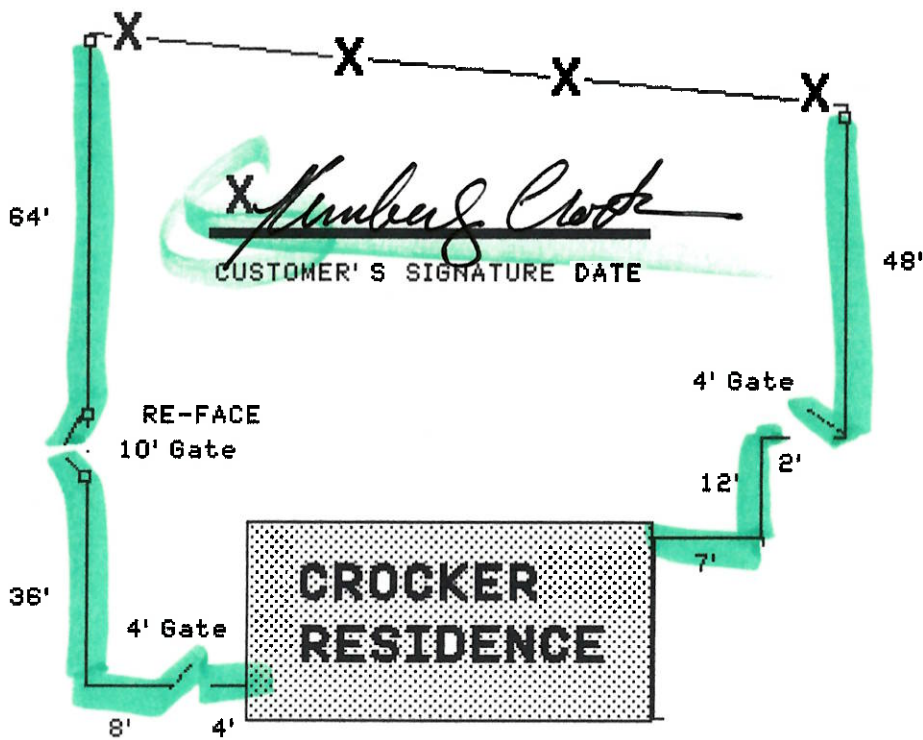 X X X X
64'
X
CUSTOMER'S SIGNATURE DATE
48'
4' Gate
RE-FACE
10' Gate
2'
12'
7'
CROCKER
RESIDENCE
36'
4' Gate
8' 4'